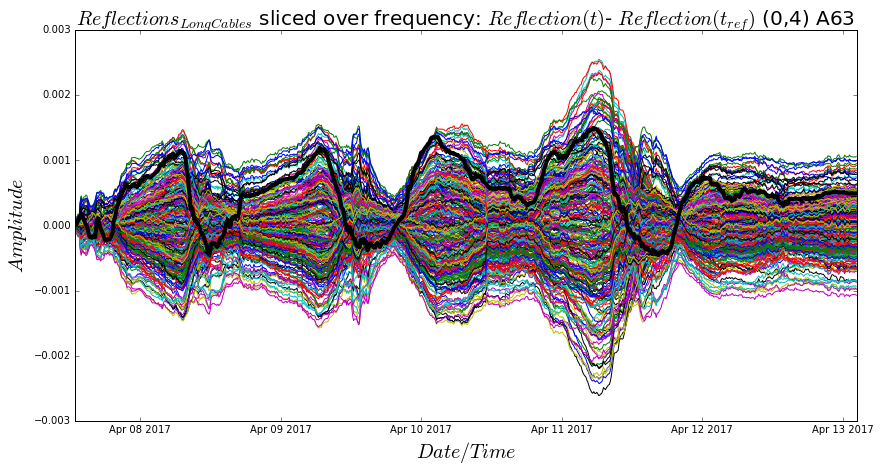 Reflections_LongCables sliced over frequency: Reflection(t)- Reflection(t_ref) (0,4) A63
0.003
0.002
0.001
0.000
−0.001
−0.002
−0.003
Amplitude
Apr 08 2017 Apr 09 2017 Apr 10 2017 Apr 11 2017 Apr 12 2017 Apr 13 2017
Date/Time